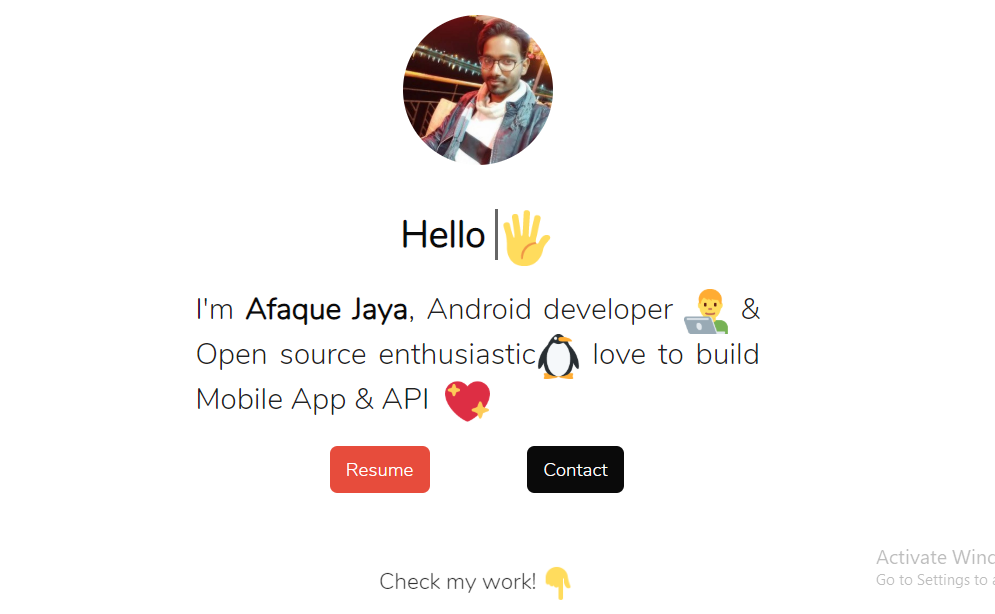 Hello
I'm Afaque Jaya, Android developer &
Open source enthusiastic love to build
Mobile App & API
Resume
Contact
Check my work!
Activate Wind
Go to Settings to a